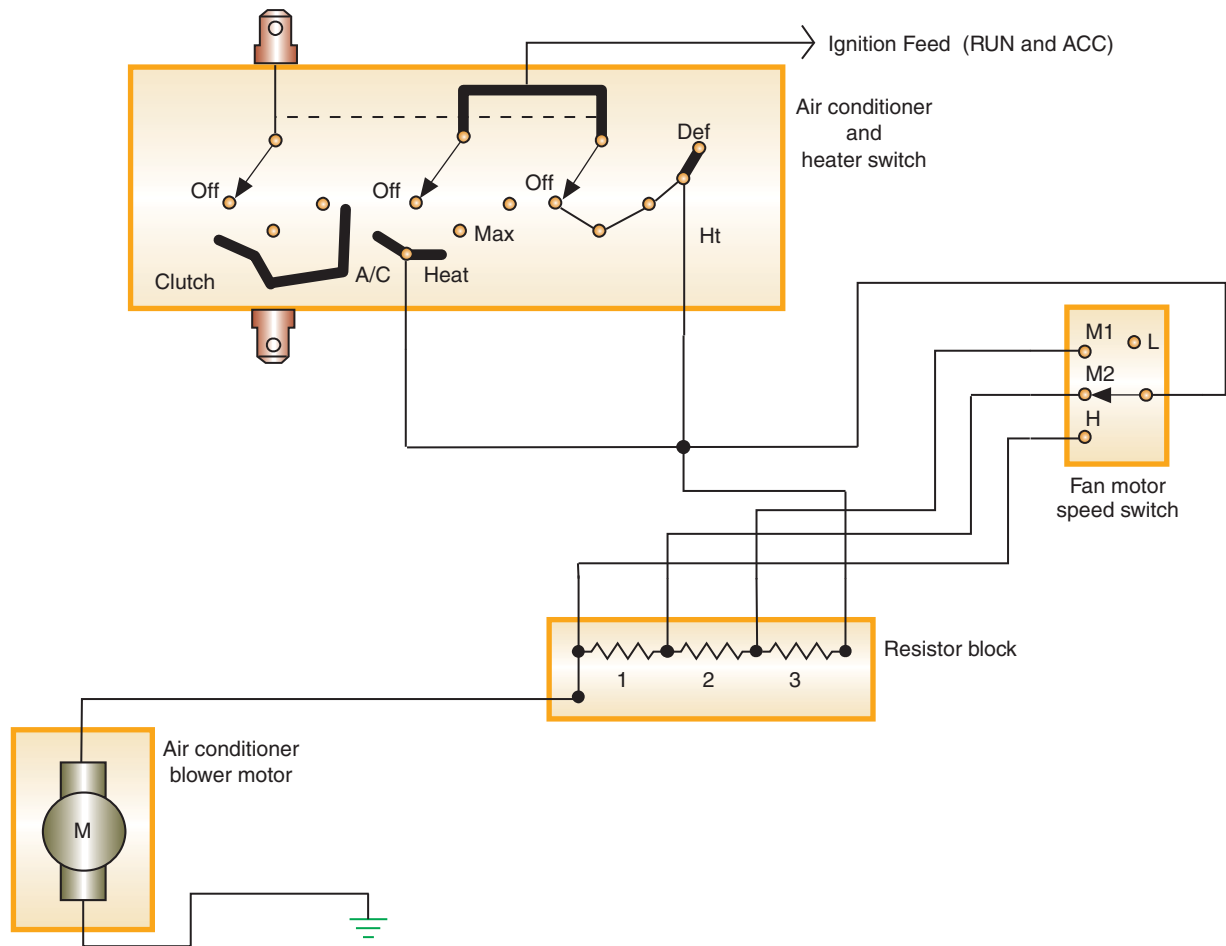 Ignition Feed (RUN and ACC)
Air conditioner
and
heater switch
Def
Off
Off
Off
Max
Ht
Clutch
A/C
Heat
M1
L
M2
H
Fan motor
speed switch
Resistor block
1
2
3
Air conditioner
blower motor
M